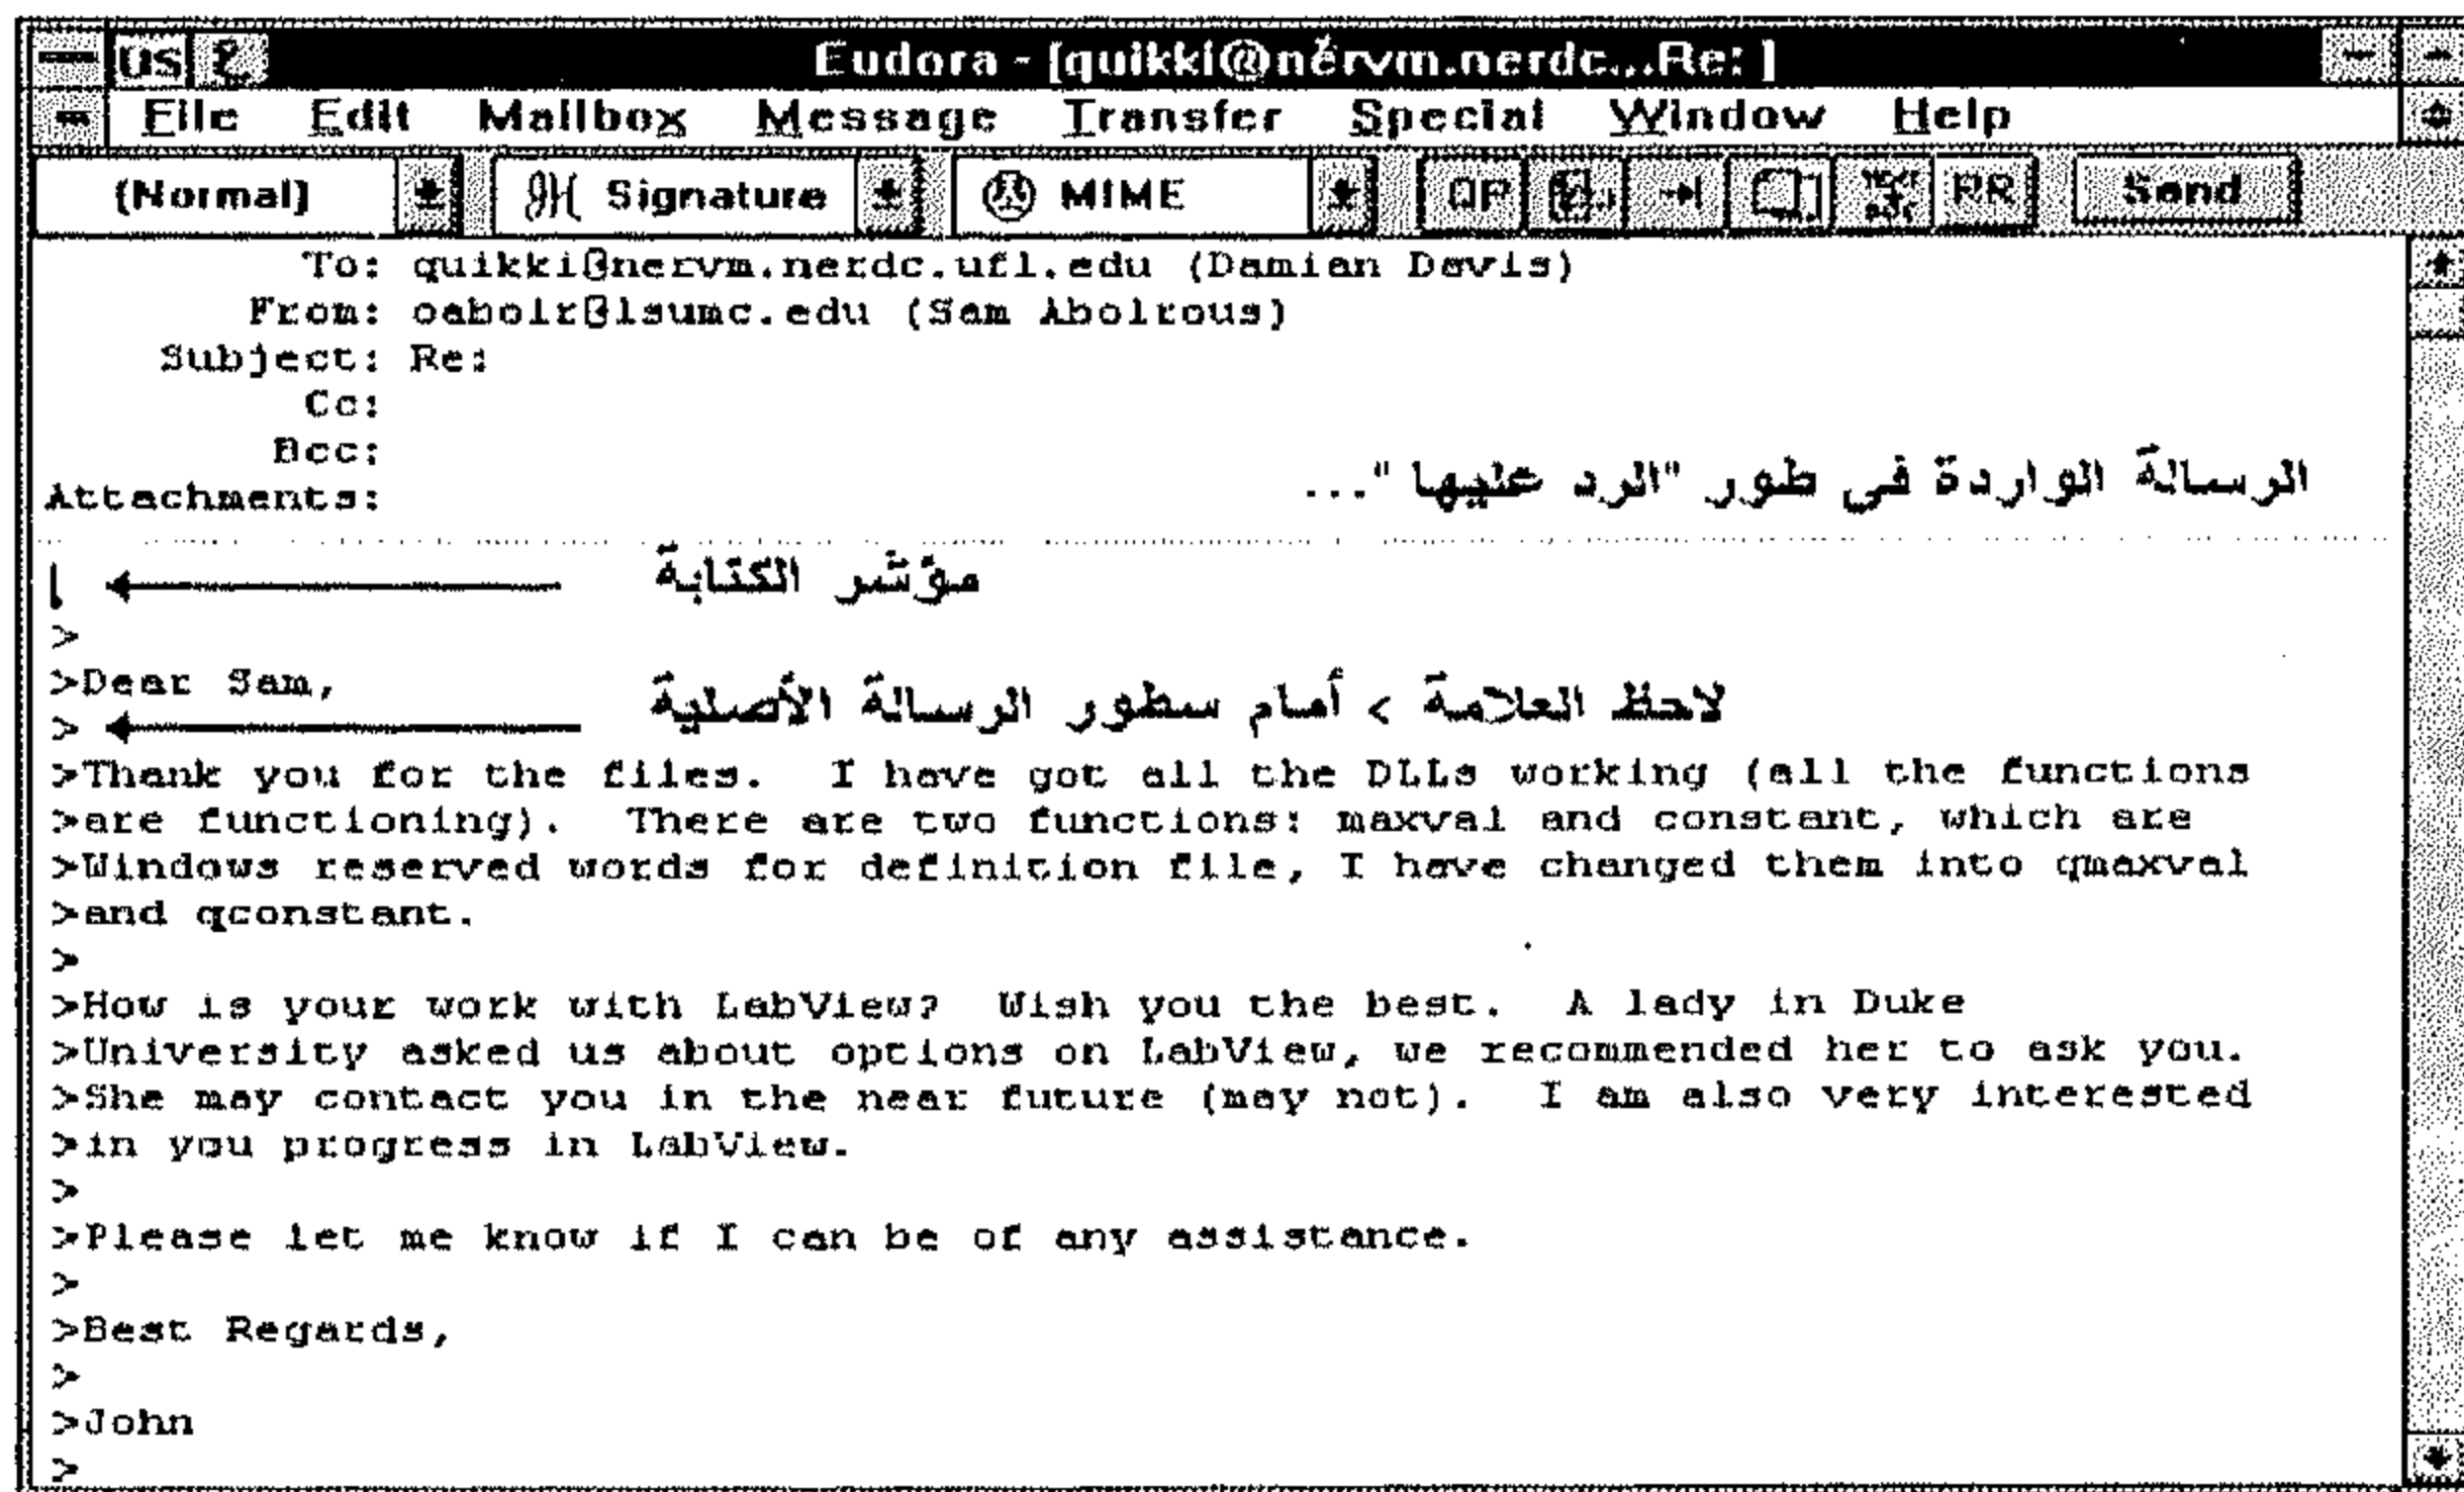 Eudora - [quikki@nervm.nerdc...Re: ]
File Edit Mailbox Message Transfer Special Window Help
(Normal) Signature MIME QP RR Send
To: quikki@nervm.nerdc.ufl.edu (Damian Davis)
From: oabolr@lsumc.edu (Sam Abolrous)
Subject: Re:
Cc:
Bcc:
Attachments:
الرسالة الواردة في طور "الرد عليها "...
مؤشر الكتابة
>
>Dear Sam,
لاحظ العلامة > أمام سطور الرسالة الأصلية
>
>Thank you for the files. I have got all the DLLs working (all the functions
>are functioning). There are two functions: maxval and constant, which are
>Windows reserved words for definition file, I have changed them into qmaxval
>and qconstant.
>
>How is your work with LabView? Wish you the best. A lady in Duke
>University asked us about options on LabView, we recommended her to ask you.
>She may contact you in the near future (may not). I am also very interested
>in you progress in LabView.
>
>Please let me know if I can be of any assistance.
>
>Best Regards,
>
>John
>